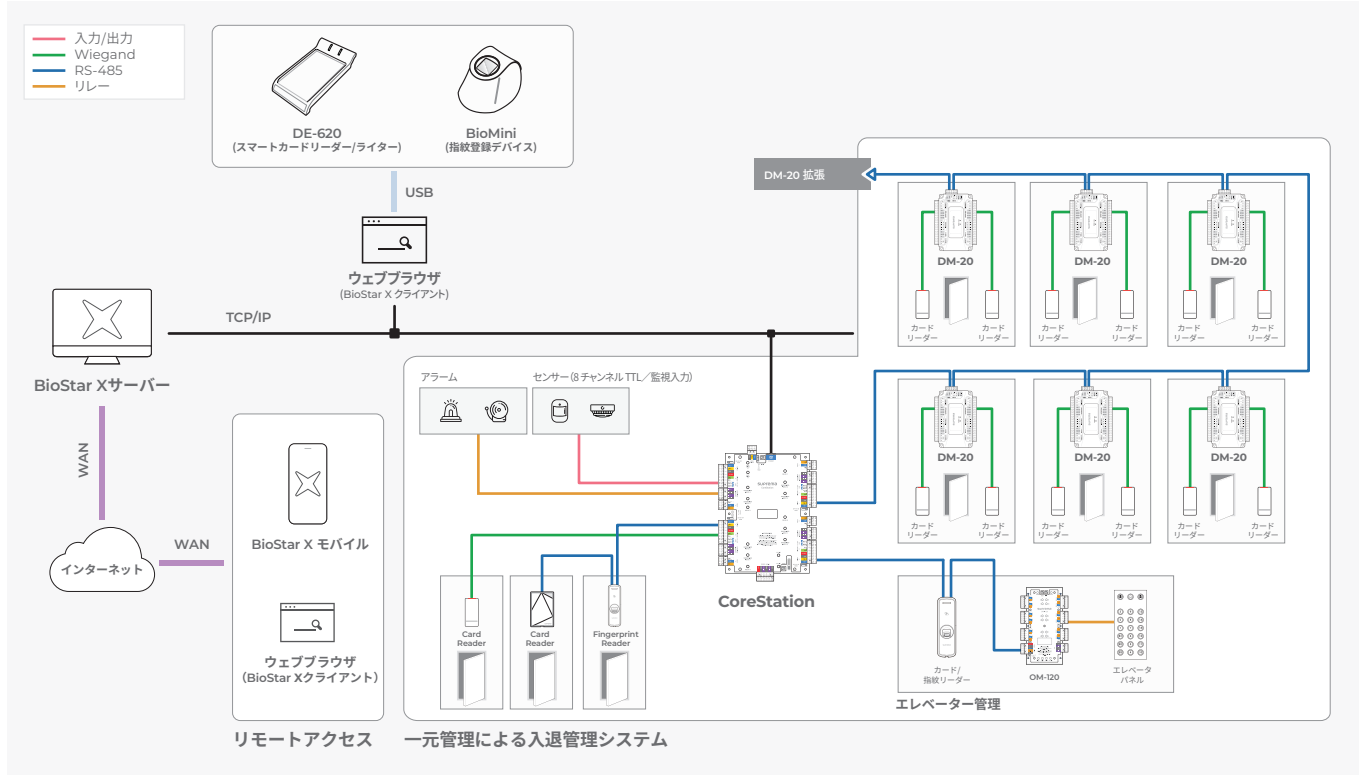 入力/出力
Wiegand
RS-485
リレー
DE-620
(スマートカードリーダー/ライター)
BioMini
(指紋登録デバイス)
USB
ウェブブラウザ
(BioStar X クライアント)
TCP/IP
BioStar Xサーバー
WAN
インターネット
WAN
BioStar X モバイル
ウェブブラウザ
(BioStar Xクライアント)
リモートアクセス
アラーム
センサー(8チャンネル TTL／監視入力)
CoreStation
Card
Reader
Card
Reader
Fingerprint
Reader
一元管理による入退管理システム
DM-20 拡張
DM-20
カード
リーダー
カード
リーダー
DM-20
カード
リーダー
カード
リーダー
DM-20
カード
リーダー
カード
リーダー
DM-20
カード
リーダー
カード
リーダー
DM-20
カード
リーダー
カード
リーダー
DM-20
カード
リーダー
カード
リーダー
カード/
指紋リーダー
OM-120
エレベータ
パネル
エレベーター管理